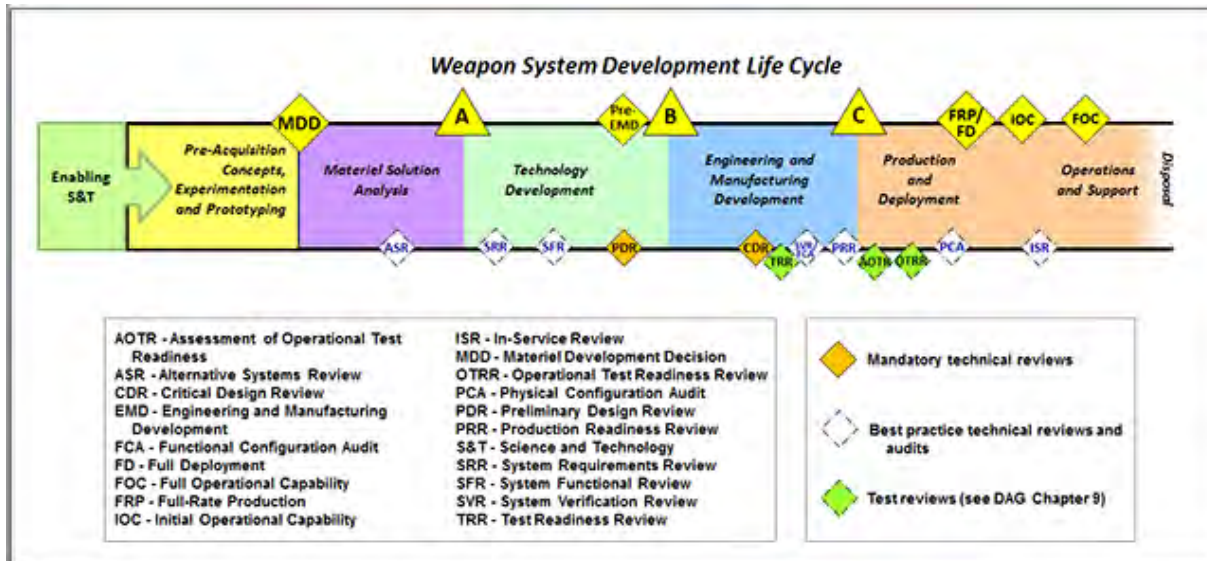 Weapon System Development Life Cycle
MDD
A
Pre-
EMD
B
C
FRP/
FD
IOC
FOC
Enabling
S&T
Pre-Acquisition
Concepts,
Experimentation
and Prototyping
Materiel Solution
Analysis
Technology
Development
Engineering and
Manufacturing
Development
Production
and
Deployment
Operations
and Support
Disposal
ASR
SRR
SFR
PDR
CDR
TRR
SVR/
FCA
PRR
AOTR
OTRR
PCA
ISR
AOTR - Assessment of Operational Test
Readiness
ASR - Alternative Systems Review
CDR - Critical Design Review
EMD - Engineering and Manufacturing
Development
FCA - Functional Configuration Audit
FD - Full Deployment
FOC - Full Operational Capability
FRP - Full-Rate Production
IOC - Initial Operational Capability
ISR - In-Service Review
MDD - Materiel Development Decision
OTRR - Operational Test Readiness Review
PCA - Physical Configuration Audit
PDR - Preliminary Design Review
PRR - Production Readiness Review
S&T - Science and Technology
SRR - System Requirements Review
SFR - System Functional Review
SVR - System Verification Review
TRR - Test Readiness Review
Mandatory technical reviews
Best practice technical reviews and
audits
Test reviews (see DAG Chapter 9)